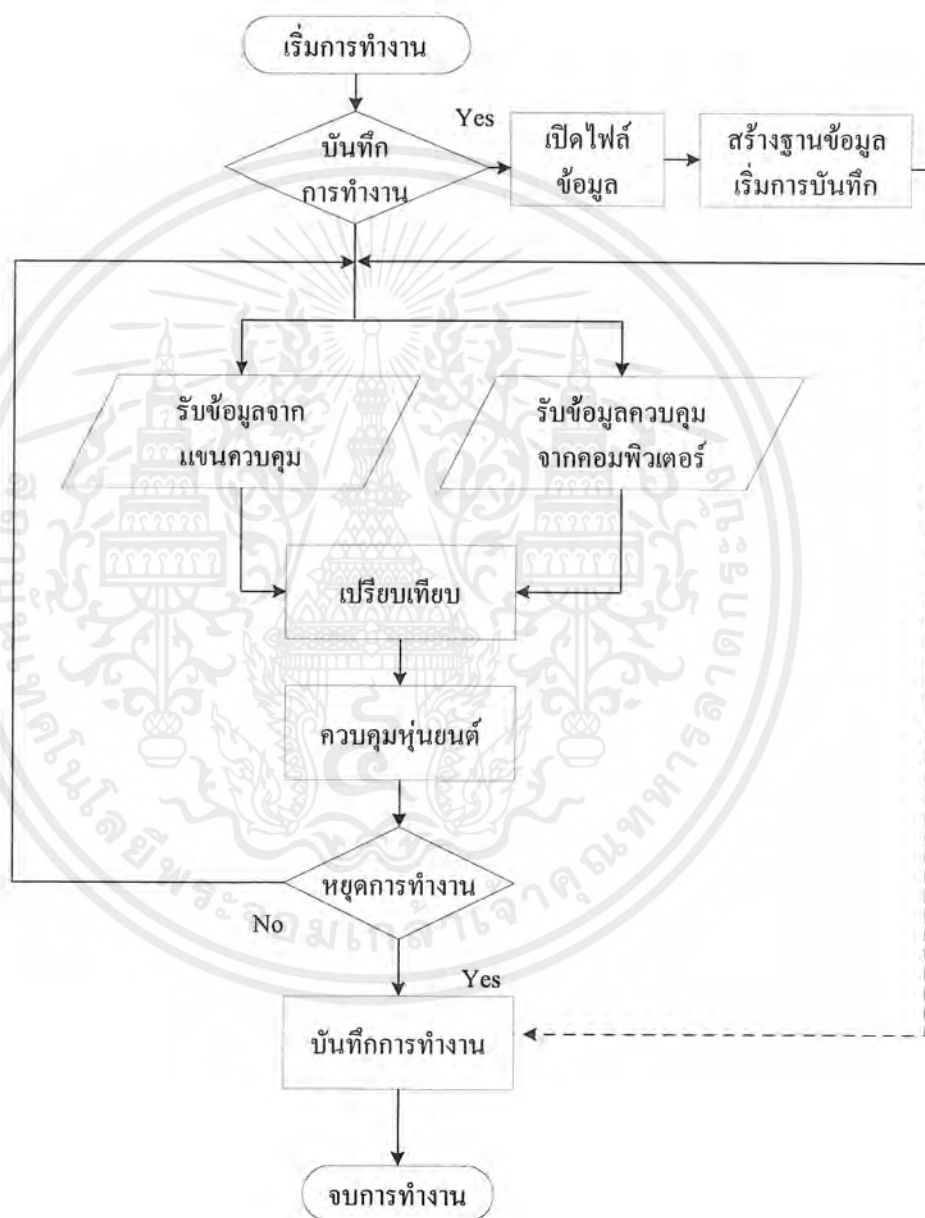 เริ่มการทำงาน
Yes
บันทึก
การทำงาน
เปิดไฟล์
ข้อมูล
สร้างฐานข้อมูล
เริ่มการบันทึก
รับข้อมูลจาก
แขนควบคุม
รับข้อมูลควบคุม
จากคอมพิวเตอร์
เปรียบเทียบ
ควบคุมหุ่นยนต์
หยุดการทำงาน
No
Yes
บันทึกการทำงาน
จบการทำงาน